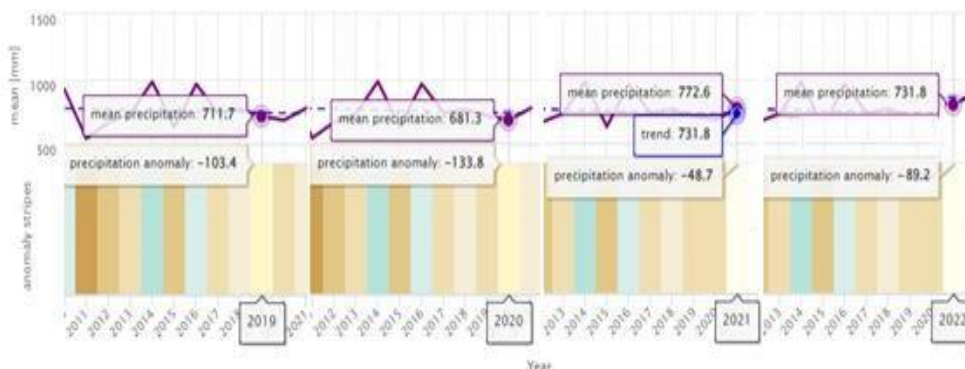 1500
1000
500
mean [mm]
anomaly stripes
mean precipitation: 711.7
precipitation anomaly: -103.4
2011 2012 2013 2014 2015 2016 2017 2018 2019 2021
mean precipitation: 681.3
precipitation anomaly: -133.8
2012 2013 2014 2015 2016 2017 2018 2019 2020
mean precipitation: 772.6
trend: 731.8
precipitation anomaly: -48.7
2013 2014 2015 2016 2017 2018 2019 2020 2021
mean precipitation: 731.8
precipitation anomaly: -89.2
2013 2014 2015 2016 2017 2018 2019 2020 2022
Year